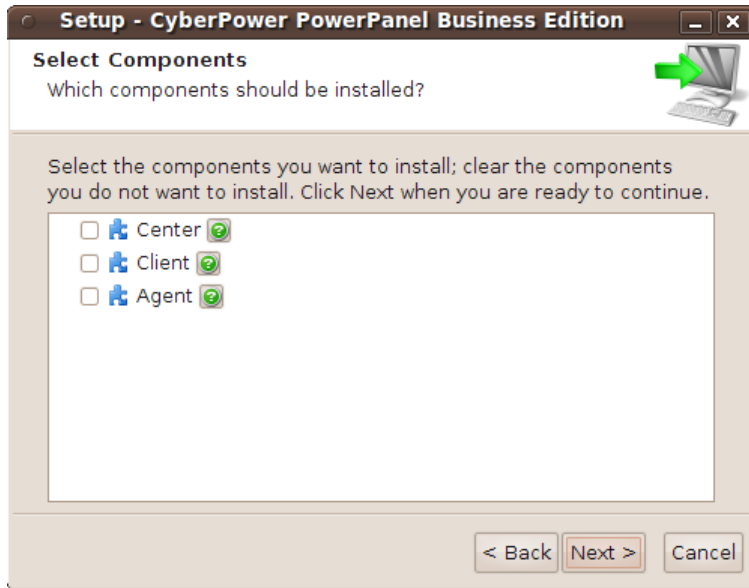 Setup - CyberPower PowerPanel Business Edition
Select Components
Which components should be installed?
Select the components you want to install; clear the components
you do not want to install. Click Next when you are ready to continue.
Center
Client
Agent
< Back Next > Cancel